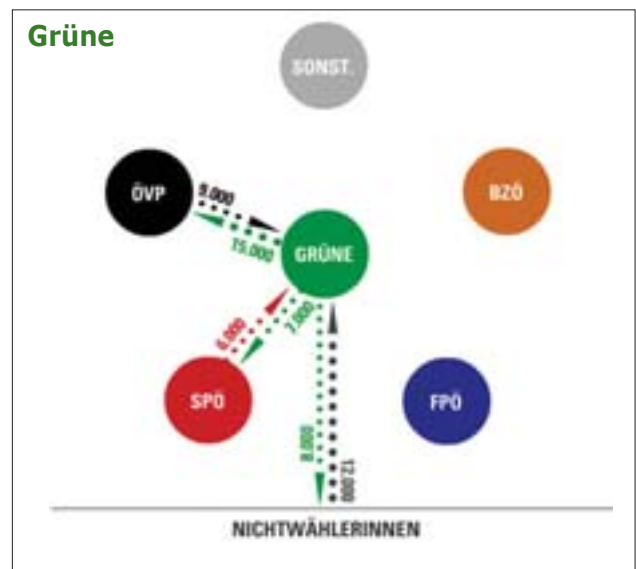 Grüne
SONST.
ÖVP
9.000
15.000
BZÖ
GRÜNE
6.000
7.000
SPÖ
FPÖ
8.000
12.000
NICHTWÄHLERINNEN